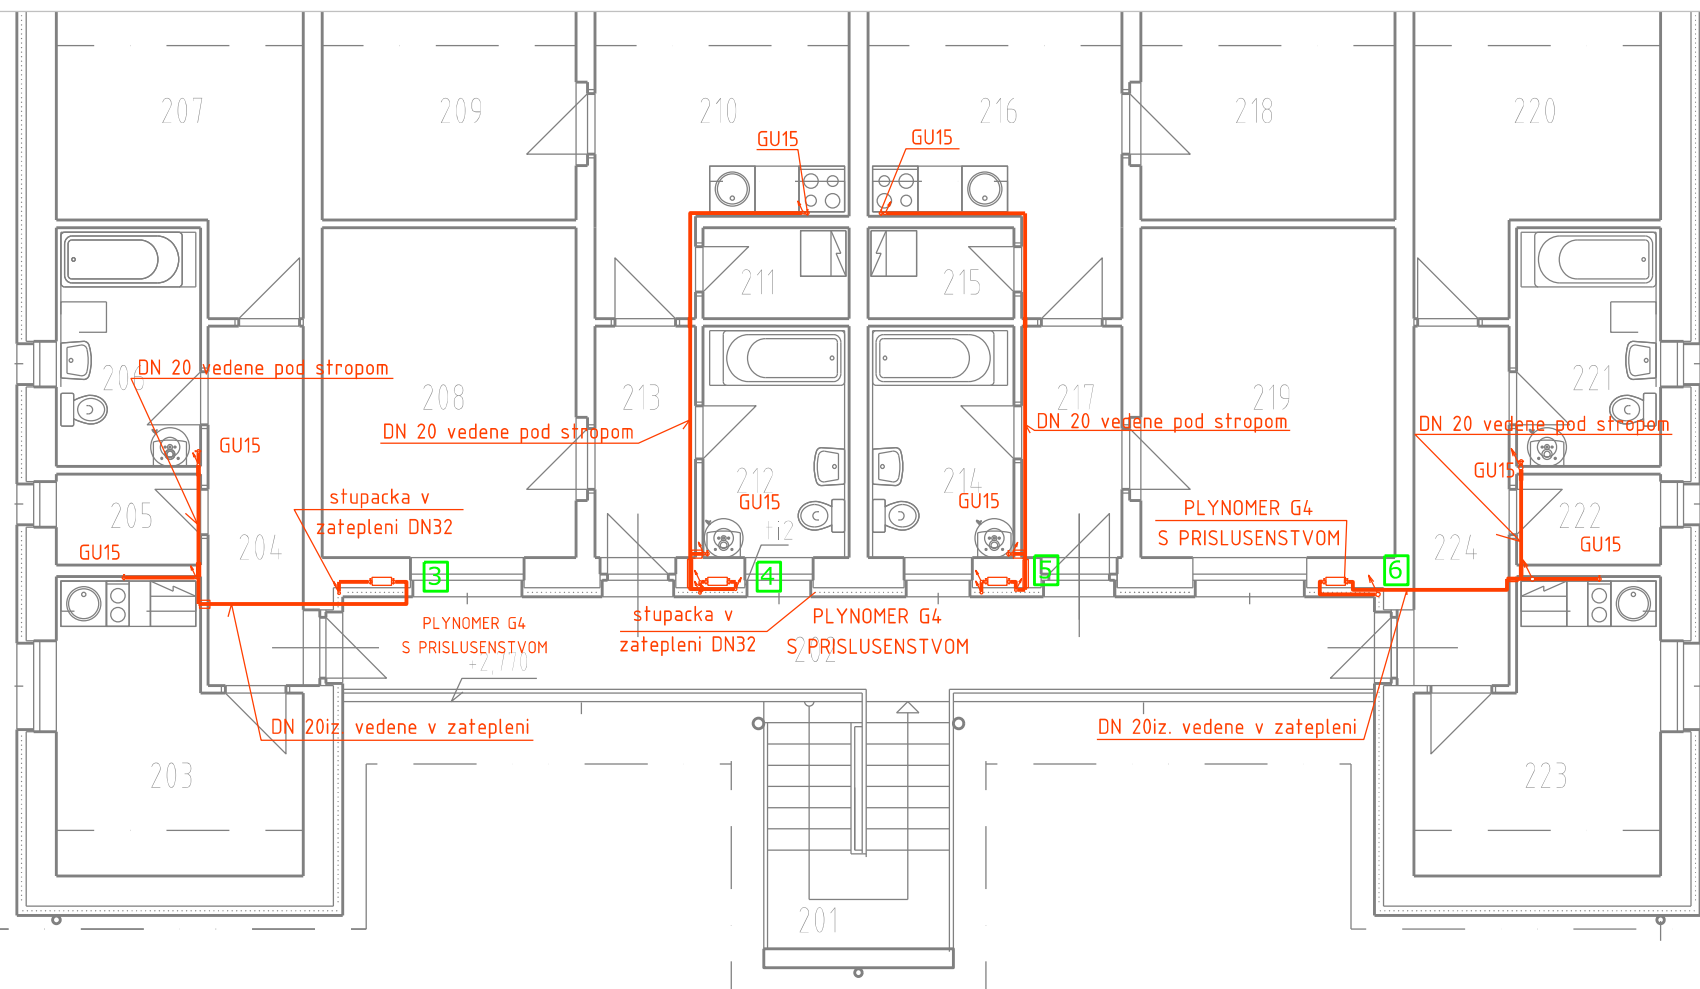 207
209
210
216
218
220
GU15
GU15
211
215
206
DN 20 vedene pod stropom
208
213
217
219
221
DN 20 vedene pod stropom
DN 20 vedene pod stropom
DN 20 vedene pod stropom
GU15
GU15
212
GU15
214
GU15
stupacka v
zatepleni DN32
PLYNOMER G4
S PRISLUSENSTVOM
205
GU15
204
ti2
224
222
GU15
3
4
5
6
stupacka v
zatepleni DN32
PLYNOMER G4
S PRISLUSENSTVOM
PLYNOMER G4
S PRISLUSENSTVOM
202
+2,770
DN 20iz. vedene v zatepleni
DN 20iz. vedene v zatepleni
203
223
201